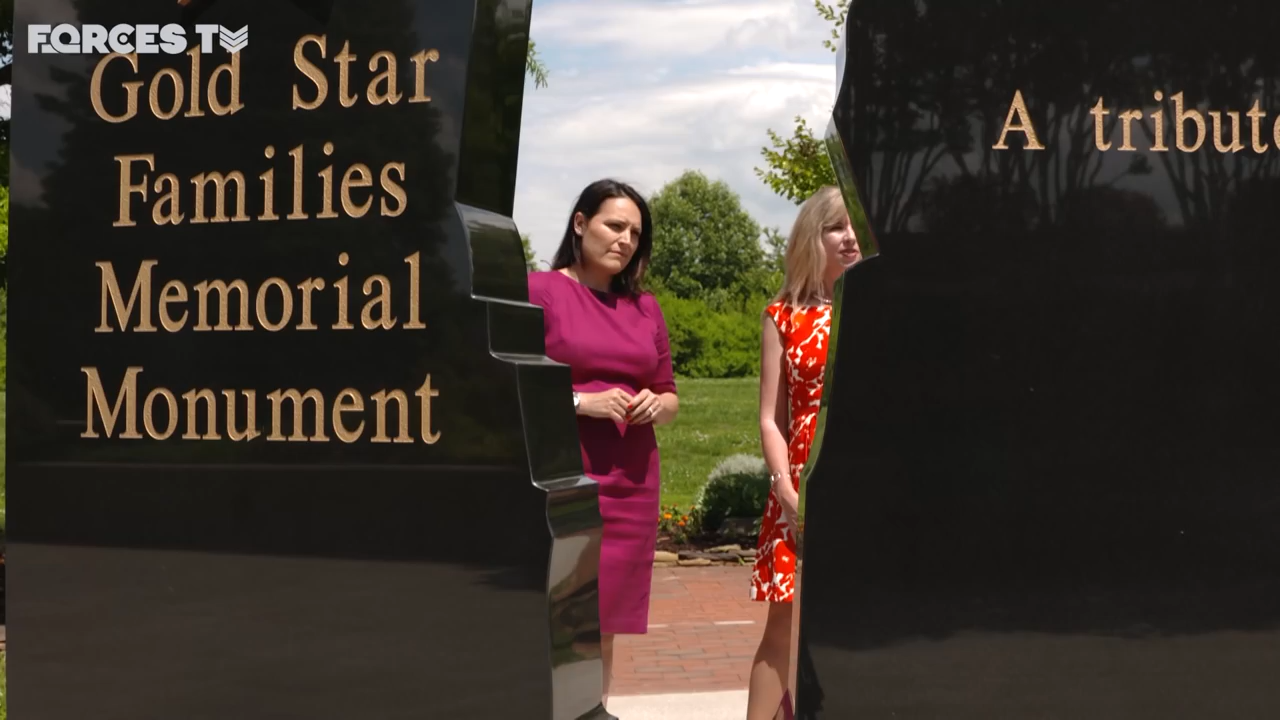 FORCES TV
Gold Star
Families
Memorial
Monument
A tribute